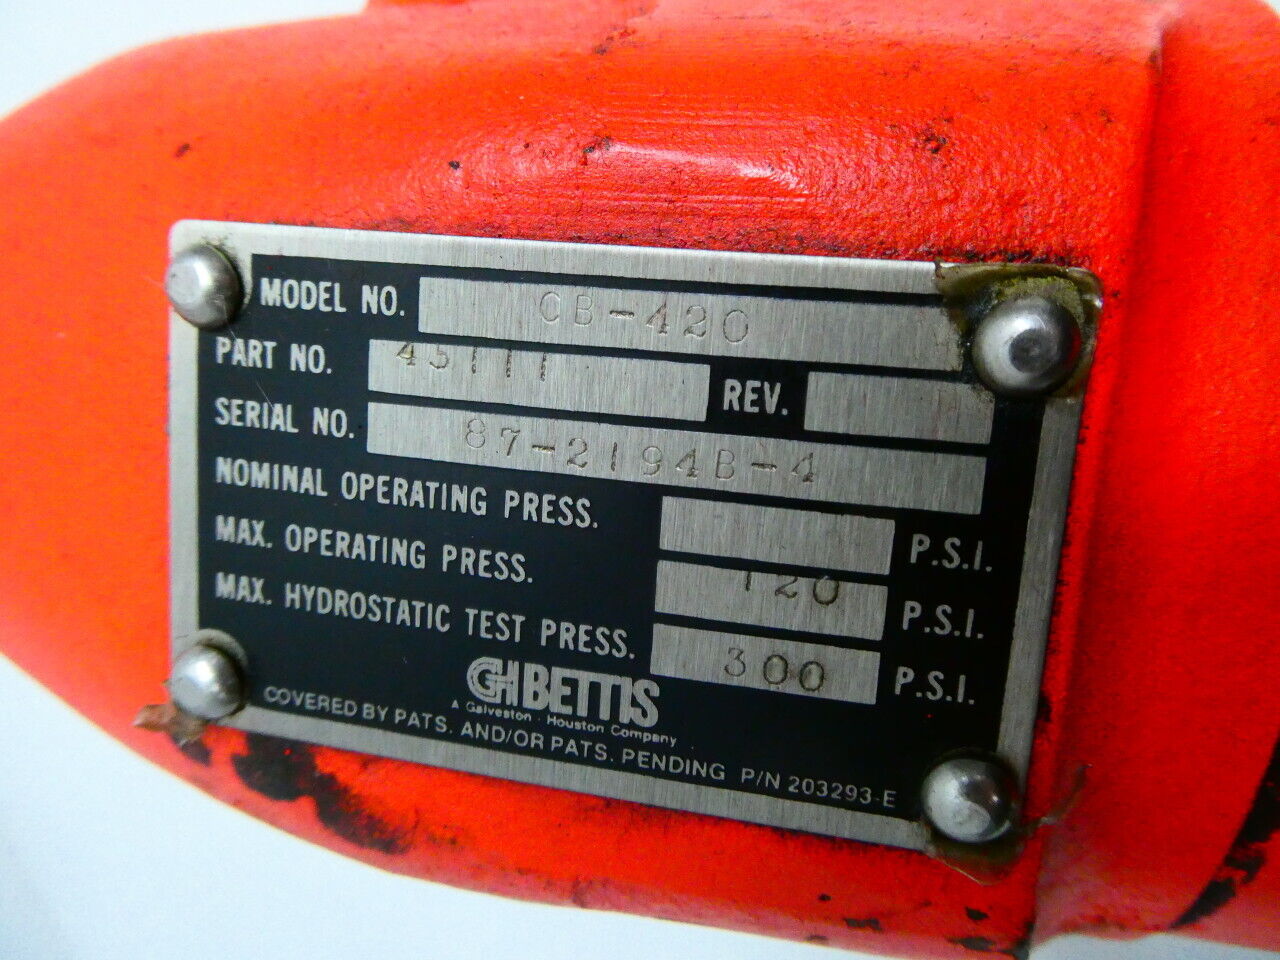 MODEL NO. CB-420
PART NO. REV.
SERIAL NO. 87-2194B-4
NOMINAL OPERATING PRESS. P.S.I.
MAX. OPERATING PRESS. 120 P.S.I.
MAX. HYDROSTATIC TEST PRESS. 300 P.S.I.
GH BETTIS
A Galveston - Houston Company
COVERED BY PATS. AND/OR PATS. PENDING P/N 203293-E